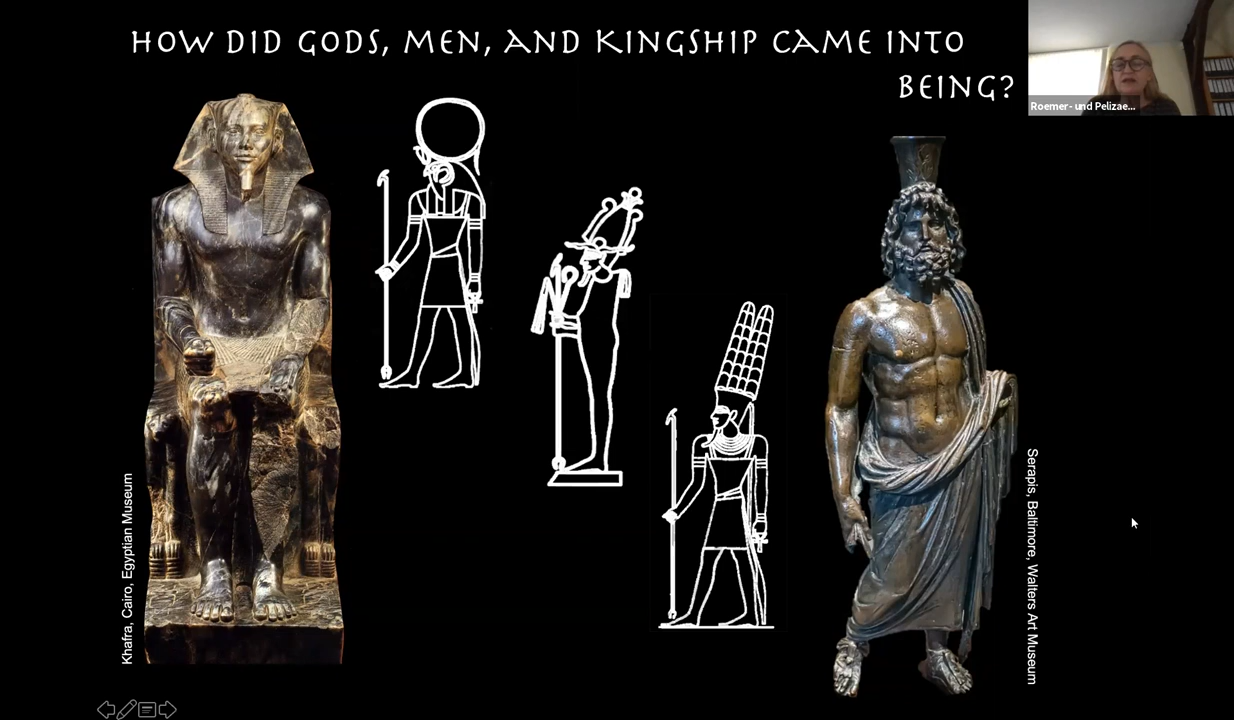 HOW DID GODS, MEN, AND KINGSHIP CAME INTO
BEING?
Roemer- und Pelizae...
Khafra, Cairo, Egyptian Museum
Serapis, Baltimore, Walters Art Museum